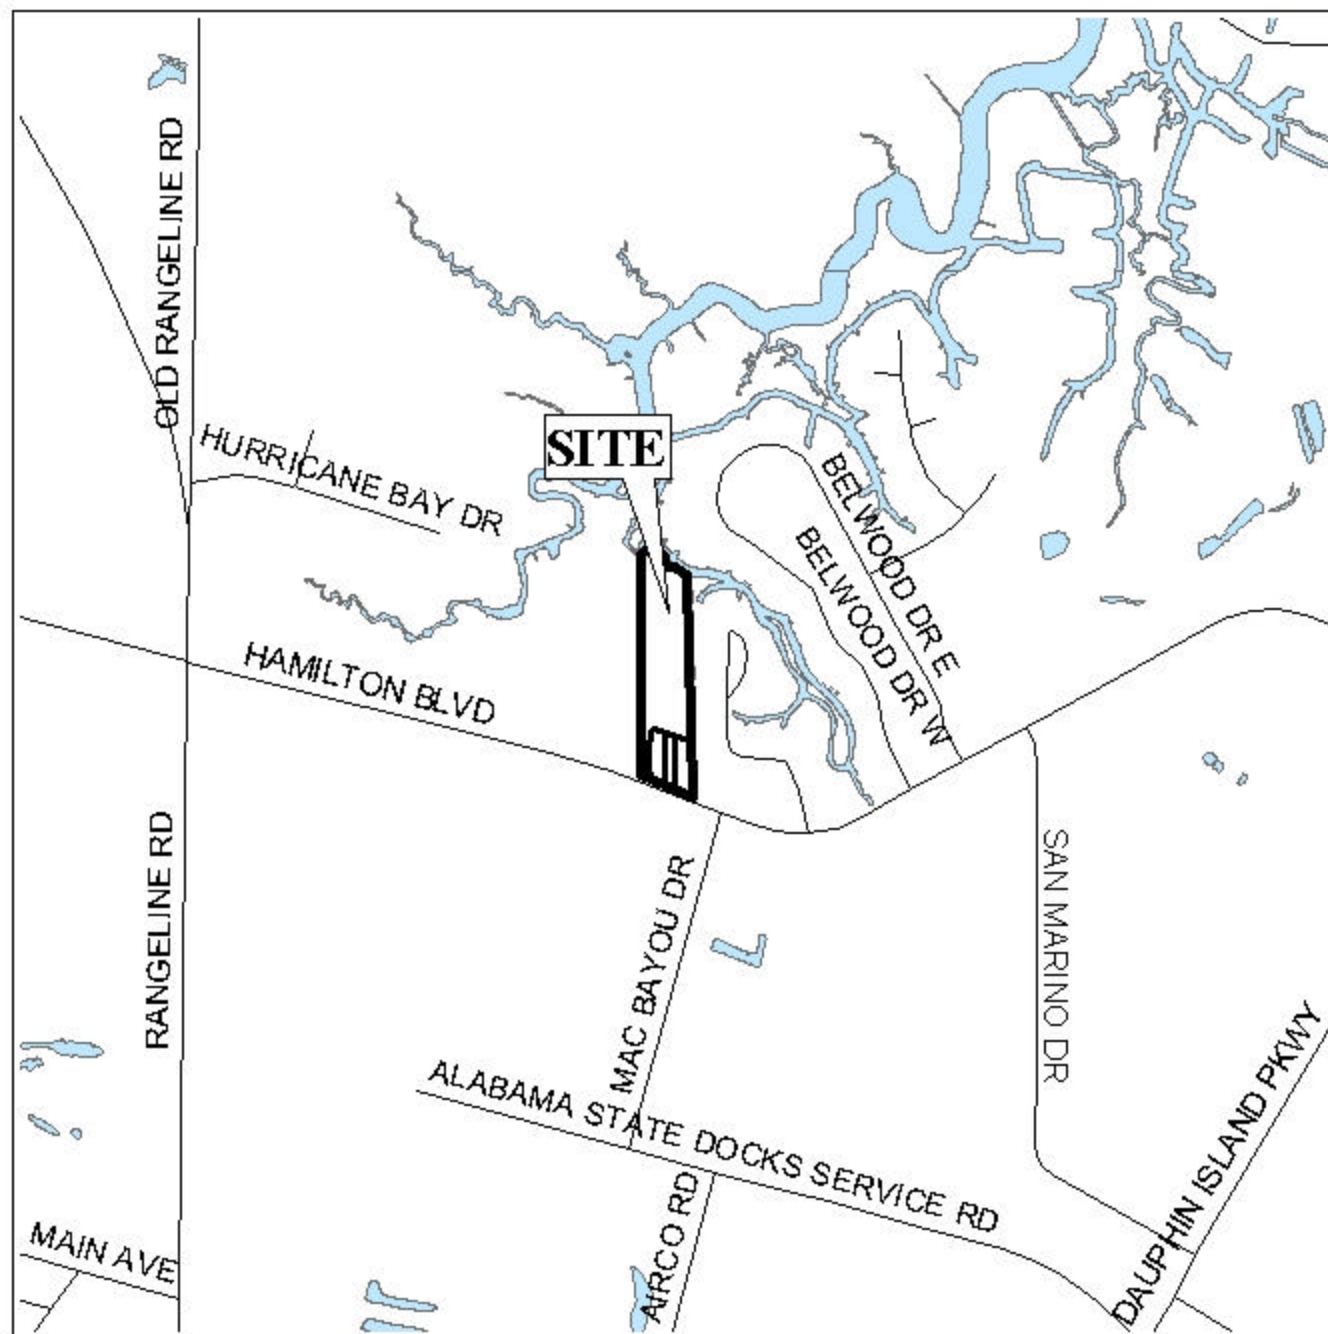 OLD RANGELINE RD
HURRICANE BAY DR
SITE
BELWOOD DR E
BELWOOD DR W
HAMILTON BLVD
RANGELINE RD
MAC BAYOU DR
SAN MARINO DR
ALABAMA STATE DOCKS SERVICE RD
DAUPHIN ISLAND PKWY
AIRCO RD
MAIN AVE